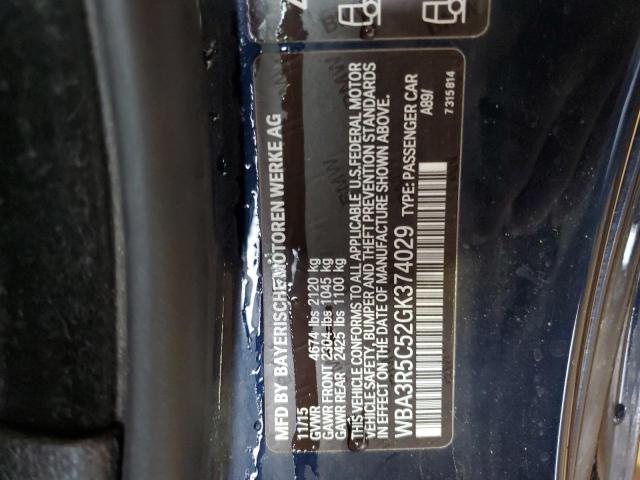 MFD BY BAYERISCHE MOTOREN WERKE AG
11/15
GVWR 4674 lbs 2120 kg
GAWR FRONT 2304 lbs 1045 kg
GAWR REAR 2425 lbs 1100 kg
THIS VEHICLE CONFORMS TO ALL APPLICABLE U.S. FEDERAL MOTOR
VEHICLE SAFETY, BUMPER AND THEFT PREVENTION STANDARDS
IN EFFECT ON THE DATE OF MANUFACTURE SHOWN ABOVE.
WBA3R5C52GK374029 TYPE: PASSENGER CAR
A89/
7 315 814